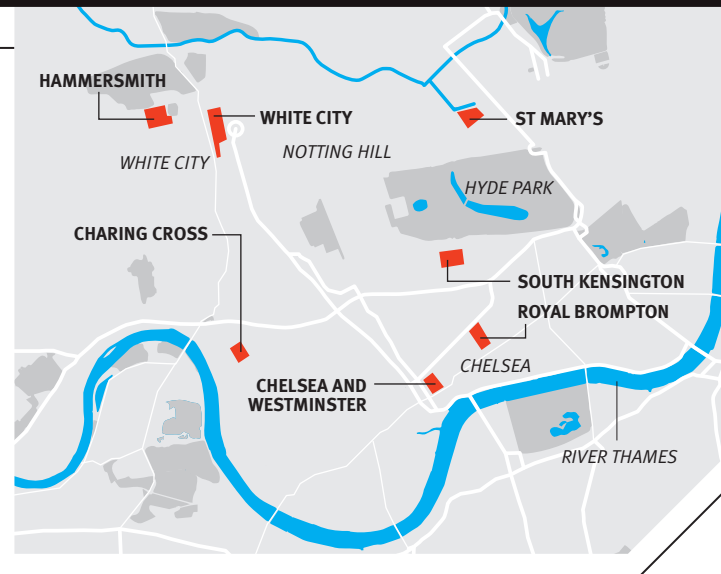 HAMMERSMITH
WHITE CITY
ST MARY'S
WHITE CITY
NOTTING HILL
HYDE PARK
CHARING CROSS
SOUTH KENSINGTON
ROYAL BROMPTON
CHELSEA
CHELSEA AND
WESTMINSTER
RIVER THAMES